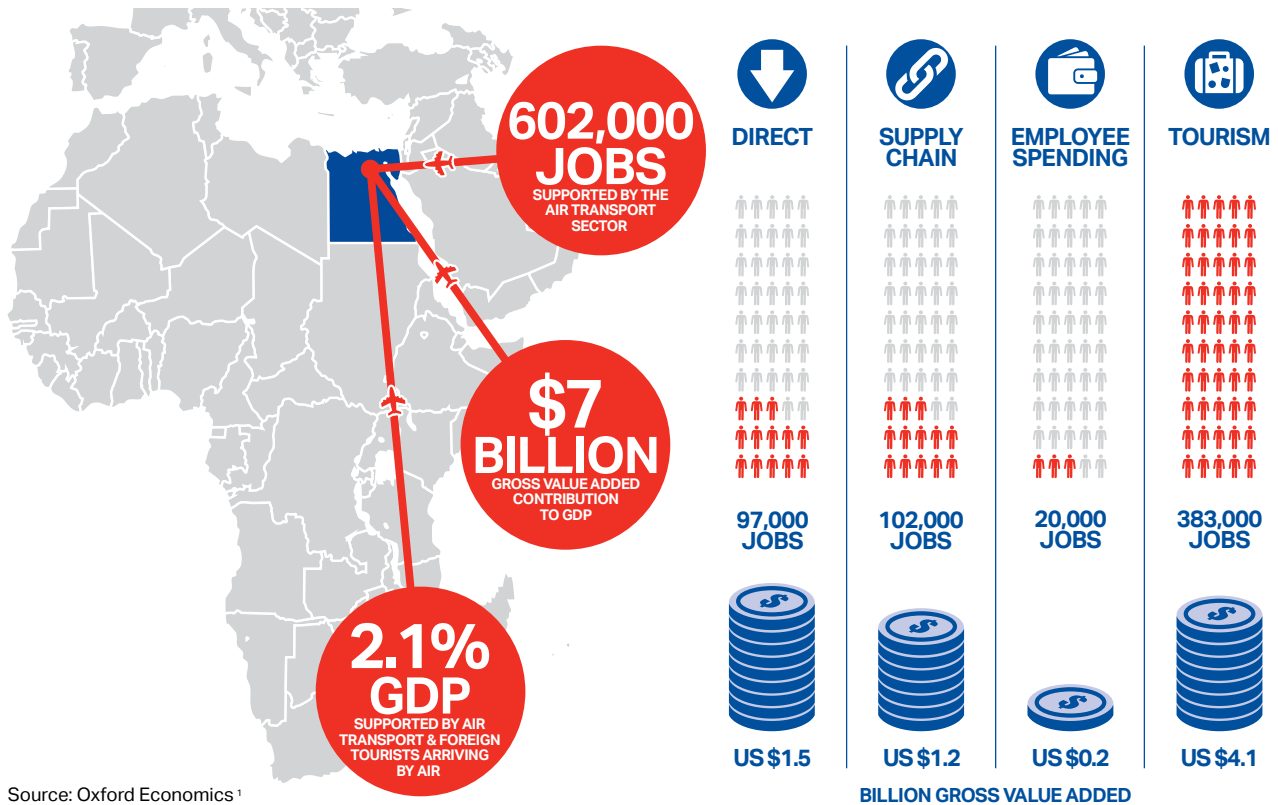 602,000
JOBS
SUPPORTED BY THE
AIR TRANSPORT
SECTOR
$7
BILLION
GROSS VALUE ADDED
CONTRIBUTION
TO GDP
2.1%
GDP
SUPPORTED BY AIR
TRANSPORT & FOREIGN
TOURISTS ARRIVING
BY AIR
Source: Oxford Economics ¹
DIRECT
97,000
JOBS
$
US $1.5
SUPPLY
CHAIN
102,000
JOBS
$
US $1.2
EMPLOYEE
SPENDING
20,000
JOBS
$
US $0.2
TOURISM
383,000
JOBS
$
US $4.1
BILLION GROSS VALUE ADDED